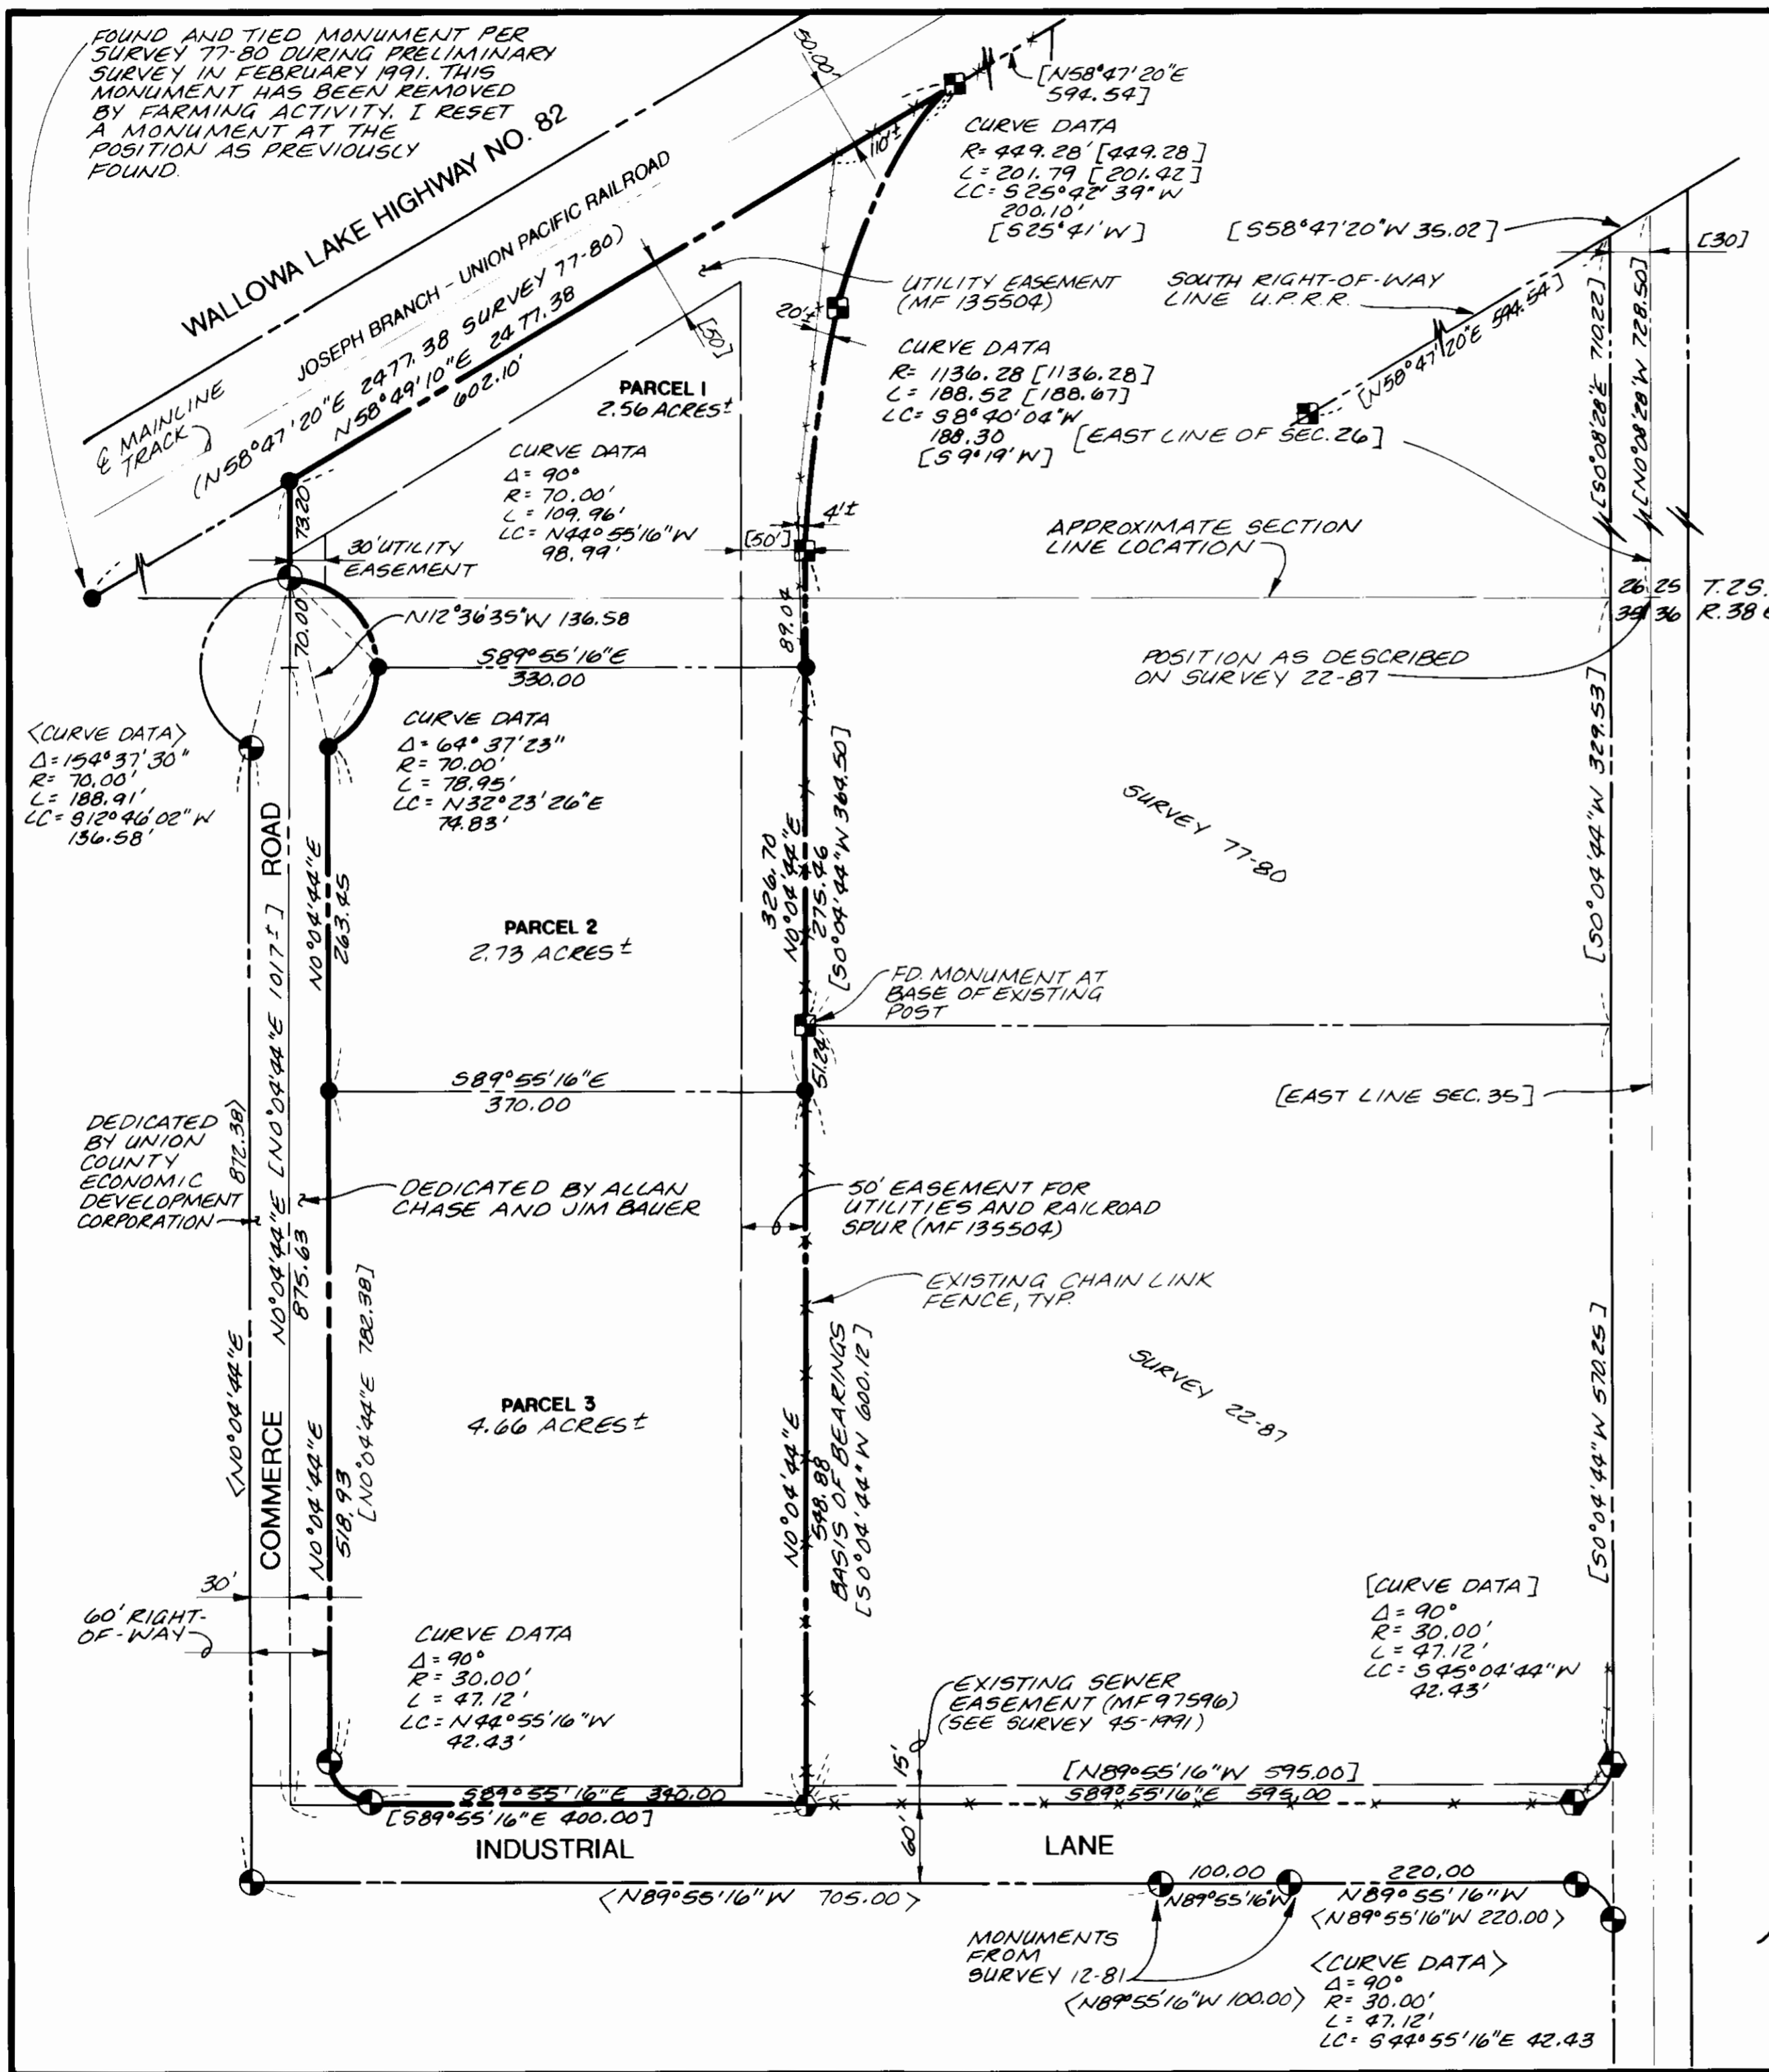 FOUND AND TIED MONUMENT PER
SURVEY 77-80 DURING PRELIMINARY
SURVEY IN FEBRUARY 1991. THIS
MONUMENT HAS BEEN REMOVED
BY FARMING ACTIVITY. I RESET
A MONUMENT AT THE
POSITION AS PREVIOUSLY
FOUND.
WALLOWA LAKE HIGHWAY NO. 82
JOSEPH BRANCH - UNION PACIFIC RAILROAD
℄ MAINLINE
TRACK
(N58°47'20"E 2477.38 SURVEY 77-80)
N58°49'10"E 2477.38
602.10'
50.00'
110'±
[N58°47'20"E
594.54]
CURVE DATA
R= 449.28' [449.28]
L= 201.79 [201.42]
LC= S25°42'39"W
200.10'
[S25°41'W]
[S58°47'20"W 35.02]
[30]
UTILITY EASEMENT
(MF 135504)
SOUTH RIGHT-OF-WAY
LINE U.P.R.R.
[N58°47'20"E 594.54]
[S0°08'28"E 710.22]
[N0°08'28"W 728.50]
20'±
[50]
CURVE DATA
R= 1136.28 [1136.28]
L= 188.52 [188.67]
LC= S8°40'04"W
188.30
[S9°19'W]
[EAST LINE OF SEC. 26]
PARCEL 1
2.56 ACRES±
CURVE DATA
Δ= 90°
R= 70.00'
L= 109.96'
LC= N44°55'16"W
98.99'
73.20
30' UTILITY
EASEMENT
[50']
4'±
APPROXIMATE SECTION
LINE LOCATION
26 25 T.2S.
35 36 R.38E
70.00'
N12°36'35"W 136.58
89.04
S89°55'16"E
330.00
POSITION AS DESCRIBED
ON SURVEY 22-87
<CURVE DATA>
Δ= 154°37'30"
R= 70.00'
L= 188.91'
LC= S12°46'02"W
136.58'
CURVE DATA
Δ= 64°37'23"
R= 70.00'
L= 78.95'
LC= N32°23'26"E
74.83'
[S0°04'44"W 329.53]
SURVEY 77-80
N0°04'44"E
263.45
326.70
N0°04'44"E
275.46
[S0°04'44"W 364.50]
PARCEL 2
2.73 ACRES±
FD. MONUMENT AT
BASE OF EXISTING
POST
51.24'
S89°55'16"E
370.00
[EAST LINE SEC. 35]
DEDICATED
BY UNION
COUNTY
ECONOMIC
DEVELOPMENT
CORPORATION
<N0°04'44"E 872.38>
COMMERCE ROAD
N0°04'44"E [N0°04'44"E 1017±]
875.63
DEDICATED BY ALLAN
CHASE AND JIM BAUER
50' EASEMENT FOR
UTILITIES AND RAILROAD
SPUR (MF 135504)
EXISTING CHAIN LINK
FENCE, TYP.
N0°04'44"E
518.93
[N0°04'44"E 782.38]
PARCEL 3
4.66 ACRES±
N0°04'44"E
548.88
BASIS OF BEARINGS
[S0°04'44"W 600.12]
SURVEY 22-87
[S0°04'44"W 570.25]
30'
60' RIGHT-
OF-WAY
CURVE DATA
Δ= 90°
R= 30.00'
L= 47.12'
LC= N44°55'16"W
42.43'
[CURVE DATA]
Δ= 90°
R= 30.00'
L= 47.12'
LC= S45°04'44"W
42.43'
EXISTING SEWER
EASEMENT (MF 97596)
(SEE SURVEY 45-1991)
15'
S89°55'16"E 340.00
[S89°55'16"E 400.00]
[N89°55'16"W 595.00]
S89°55'16"E 595.00
60'
INDUSTRIAL LANE
<N89°55'16"W 705.00>
100.00
N89°55'16"W
220.00
N89°55'16"W
<N89°55'16"W 220.00>
MONUMENTS
FROM
SURVEY 12-81
<N89°55'16"W 100.00>
<CURVE DATA>
Δ= 90°
R= 30.00'
L= 47.12'
LC= S44°55'16"E 42.43